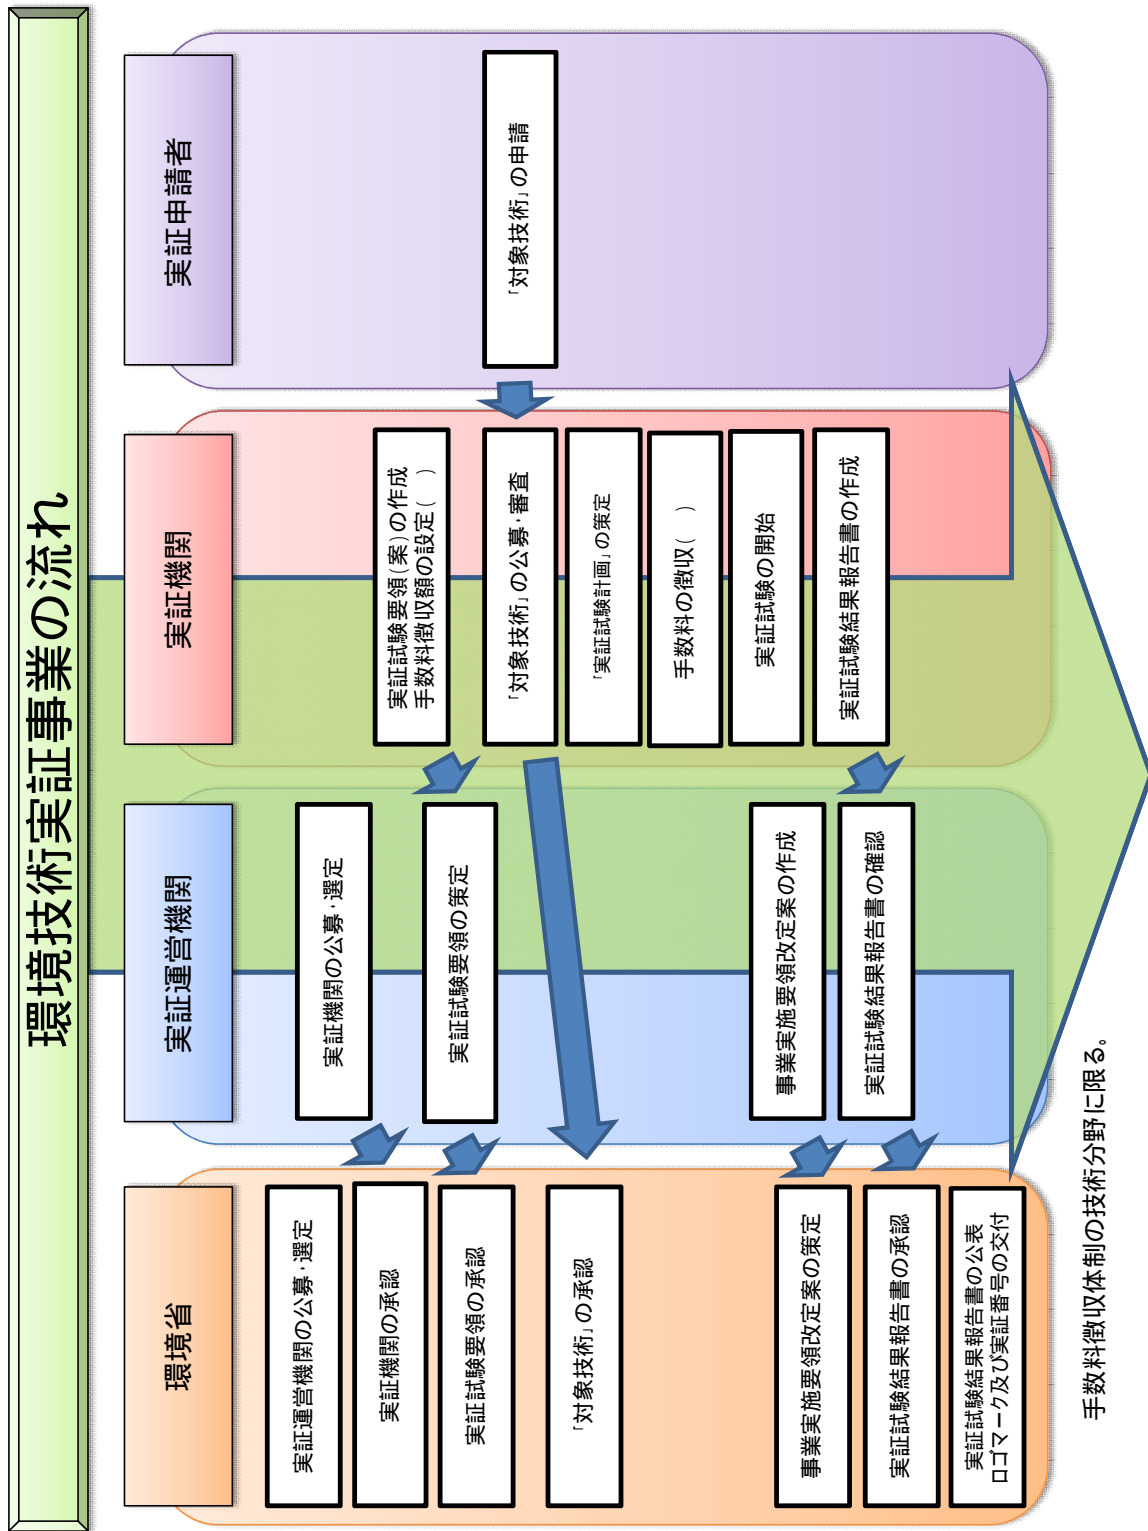 環境技術実証事業の流れ
環境省
実証運営機関
実証機関
実証申請者
実証運営機関の公募・選定
実証機関の承認
実証試験要領の承認
「対象技術」の承認
事業実施要領改定案の策定
実証試験結果報告書の承認
実証試験結果報告書の公表
ロゴマーク及び実証番号の交付
実証機関の公募・選定
実証試験要領の策定
事業実施要領改定案の作成
実証試験結果報告書の確認
実証試験要領(案)の作成
手数料徴収額の設定( )
「対象技術」の公募・審査
「実証試験計画」の策定
手数料の徴収( )
実証試験の開始
実証試験結果報告書の作成
「対象技術」の申請
手数料徴収体制の技術分野に限る。